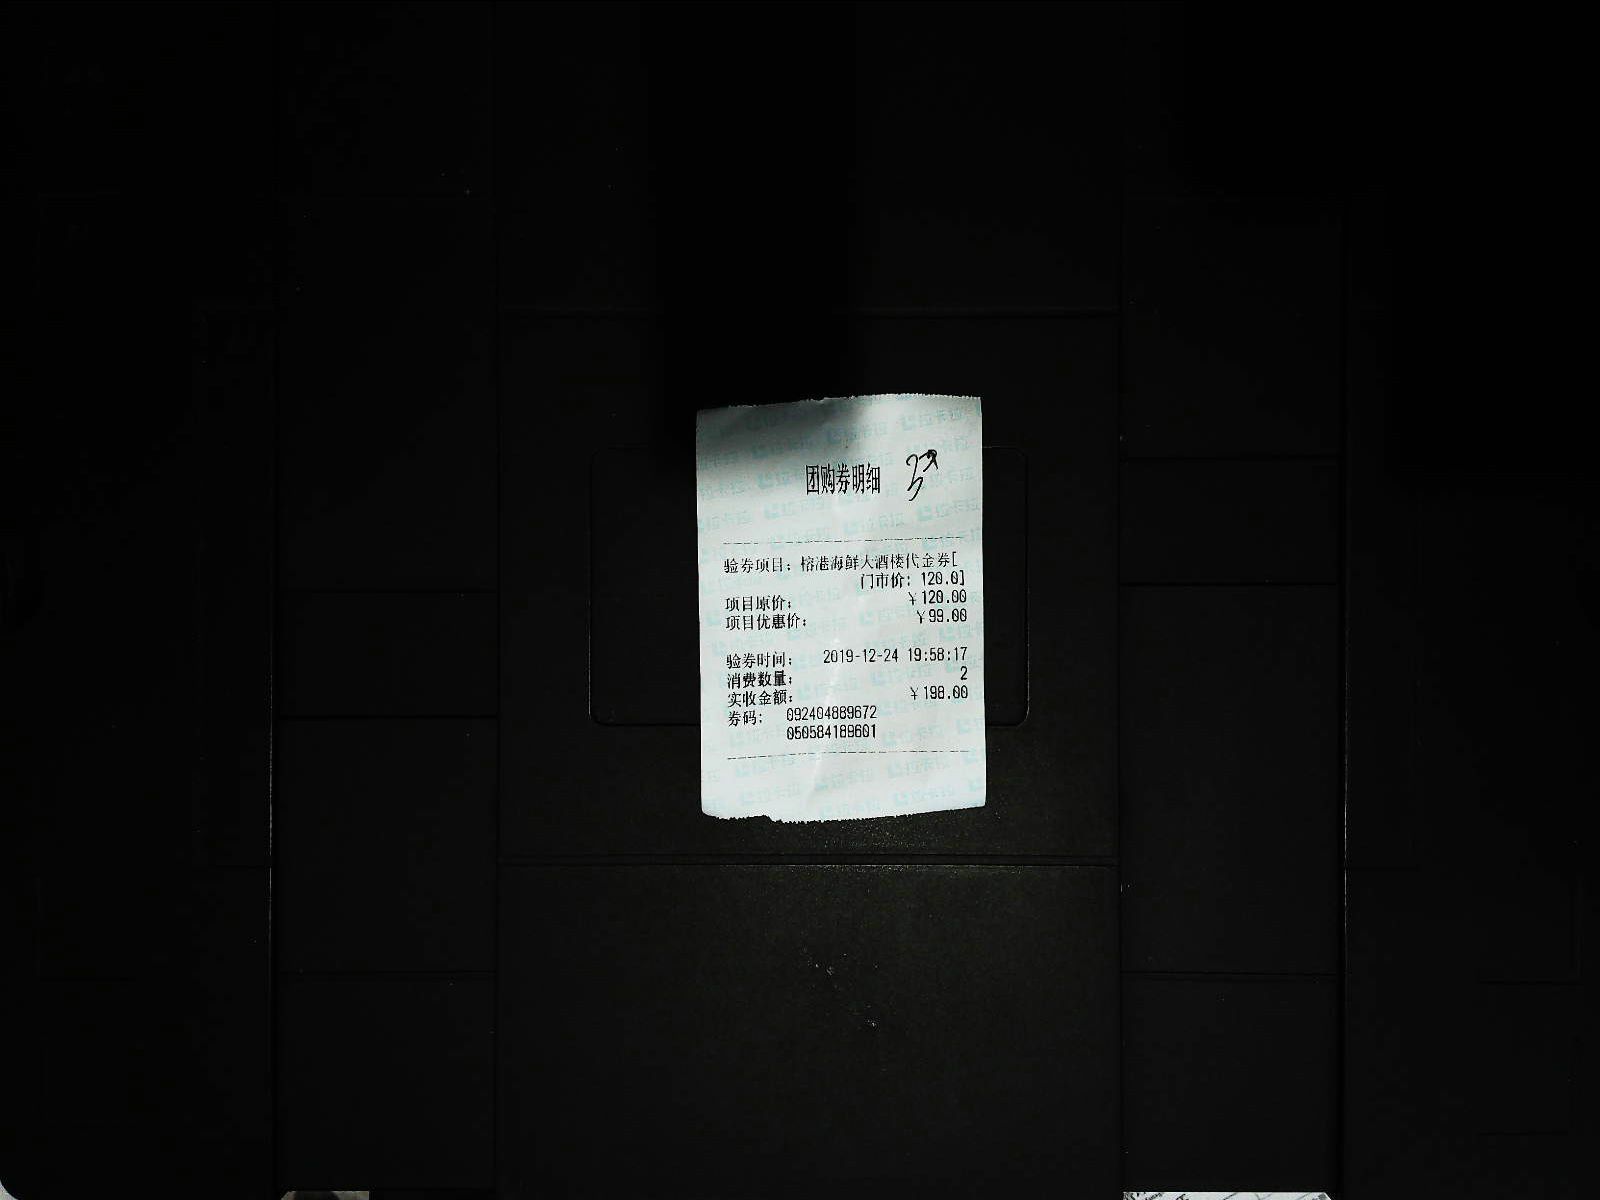 团购券明细
验券项目：榕港海鲜大酒楼代金券[
门市价：120.0]
项目原价： ￥120.00
项目优惠价： ￥99.00
验券时间： 2019-12-24 19:58:17
消费数量： 2
实收金额： ￥198.00
券码： 092404889672
050584189601